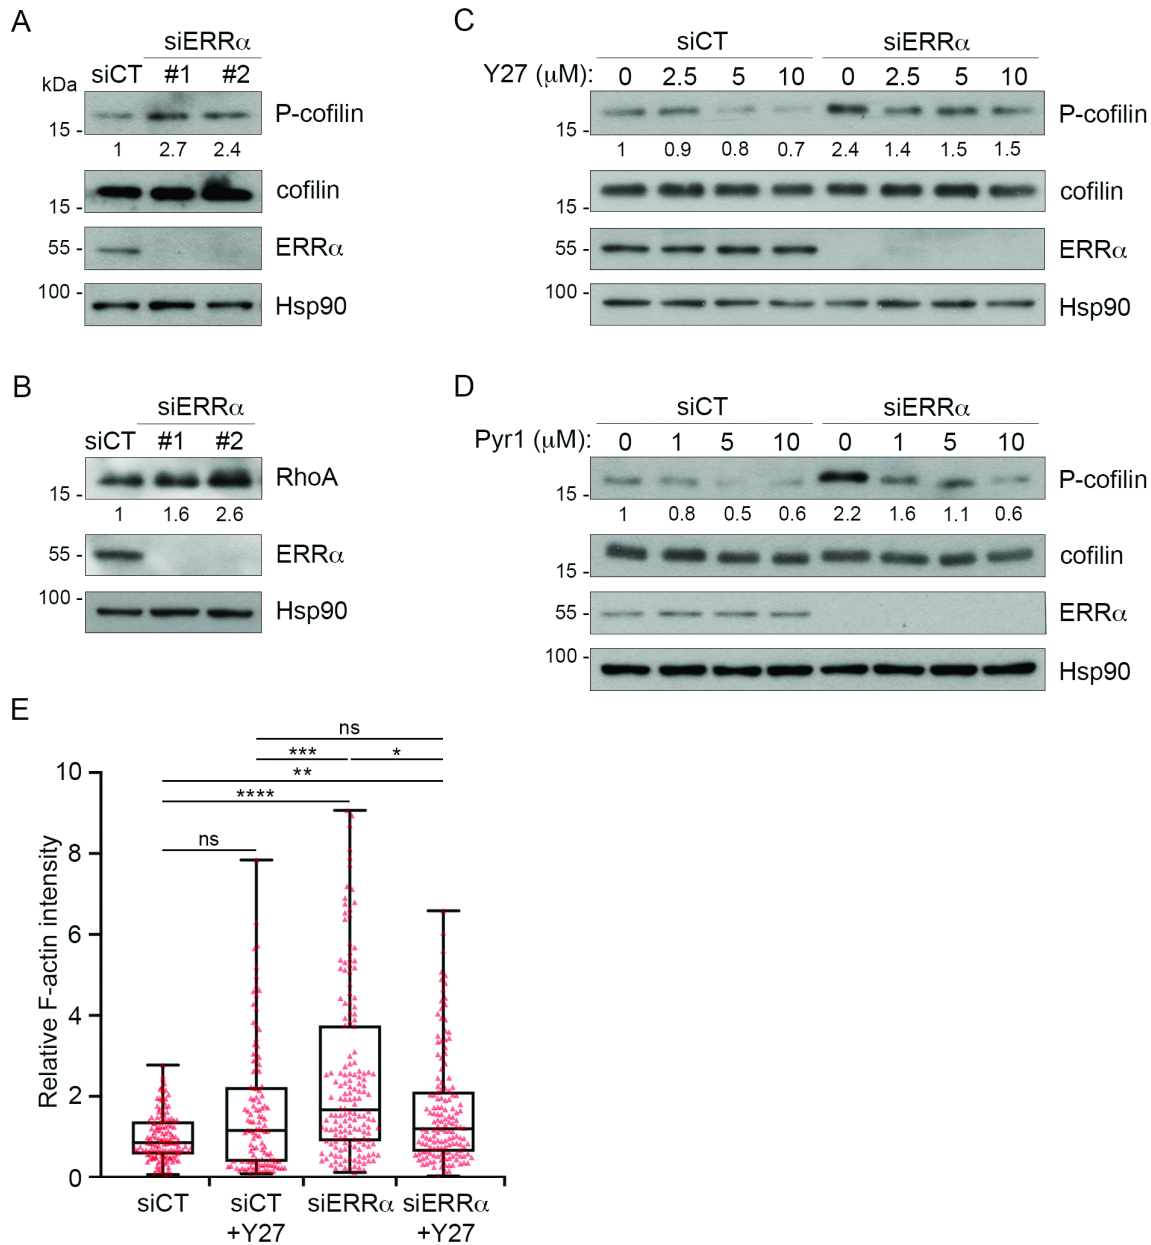 A
siERRα
siCT #1 #2
kDa
15 - P-cofilin
1 2.7 2.4
15 - cofilin
55 - ERRα
100 - Hsp90
B
siERRα
siCT #1 #2
15 - RhoA
1 1.6 2.6
55 - ERRα
100 - Hsp90
C
siCT siERRα
Y27 (μM): 0 2.5 5 10 0 2.5 5 10
15 - P-cofilin
1 0.9 0.8 0.7 2.4 1.4 1.5 1.5
15 - cofilin
55 - ERRα
100 - Hsp90
D
siCT siERRα
Pyr1 (μM): 0 1 5 10 0 1 5 10
15 - P-cofilin
1 0.8 0.5 0.6 2.2 1.6 1.1 0.6
15 - cofilin
55 - ERRα
100 - Hsp90
E
ns
*** *
**
****
ns
Relative F-actin intensity
10
8
6
4
2
0
siCT siCT siERRα siERRα
+Y27 +Y27